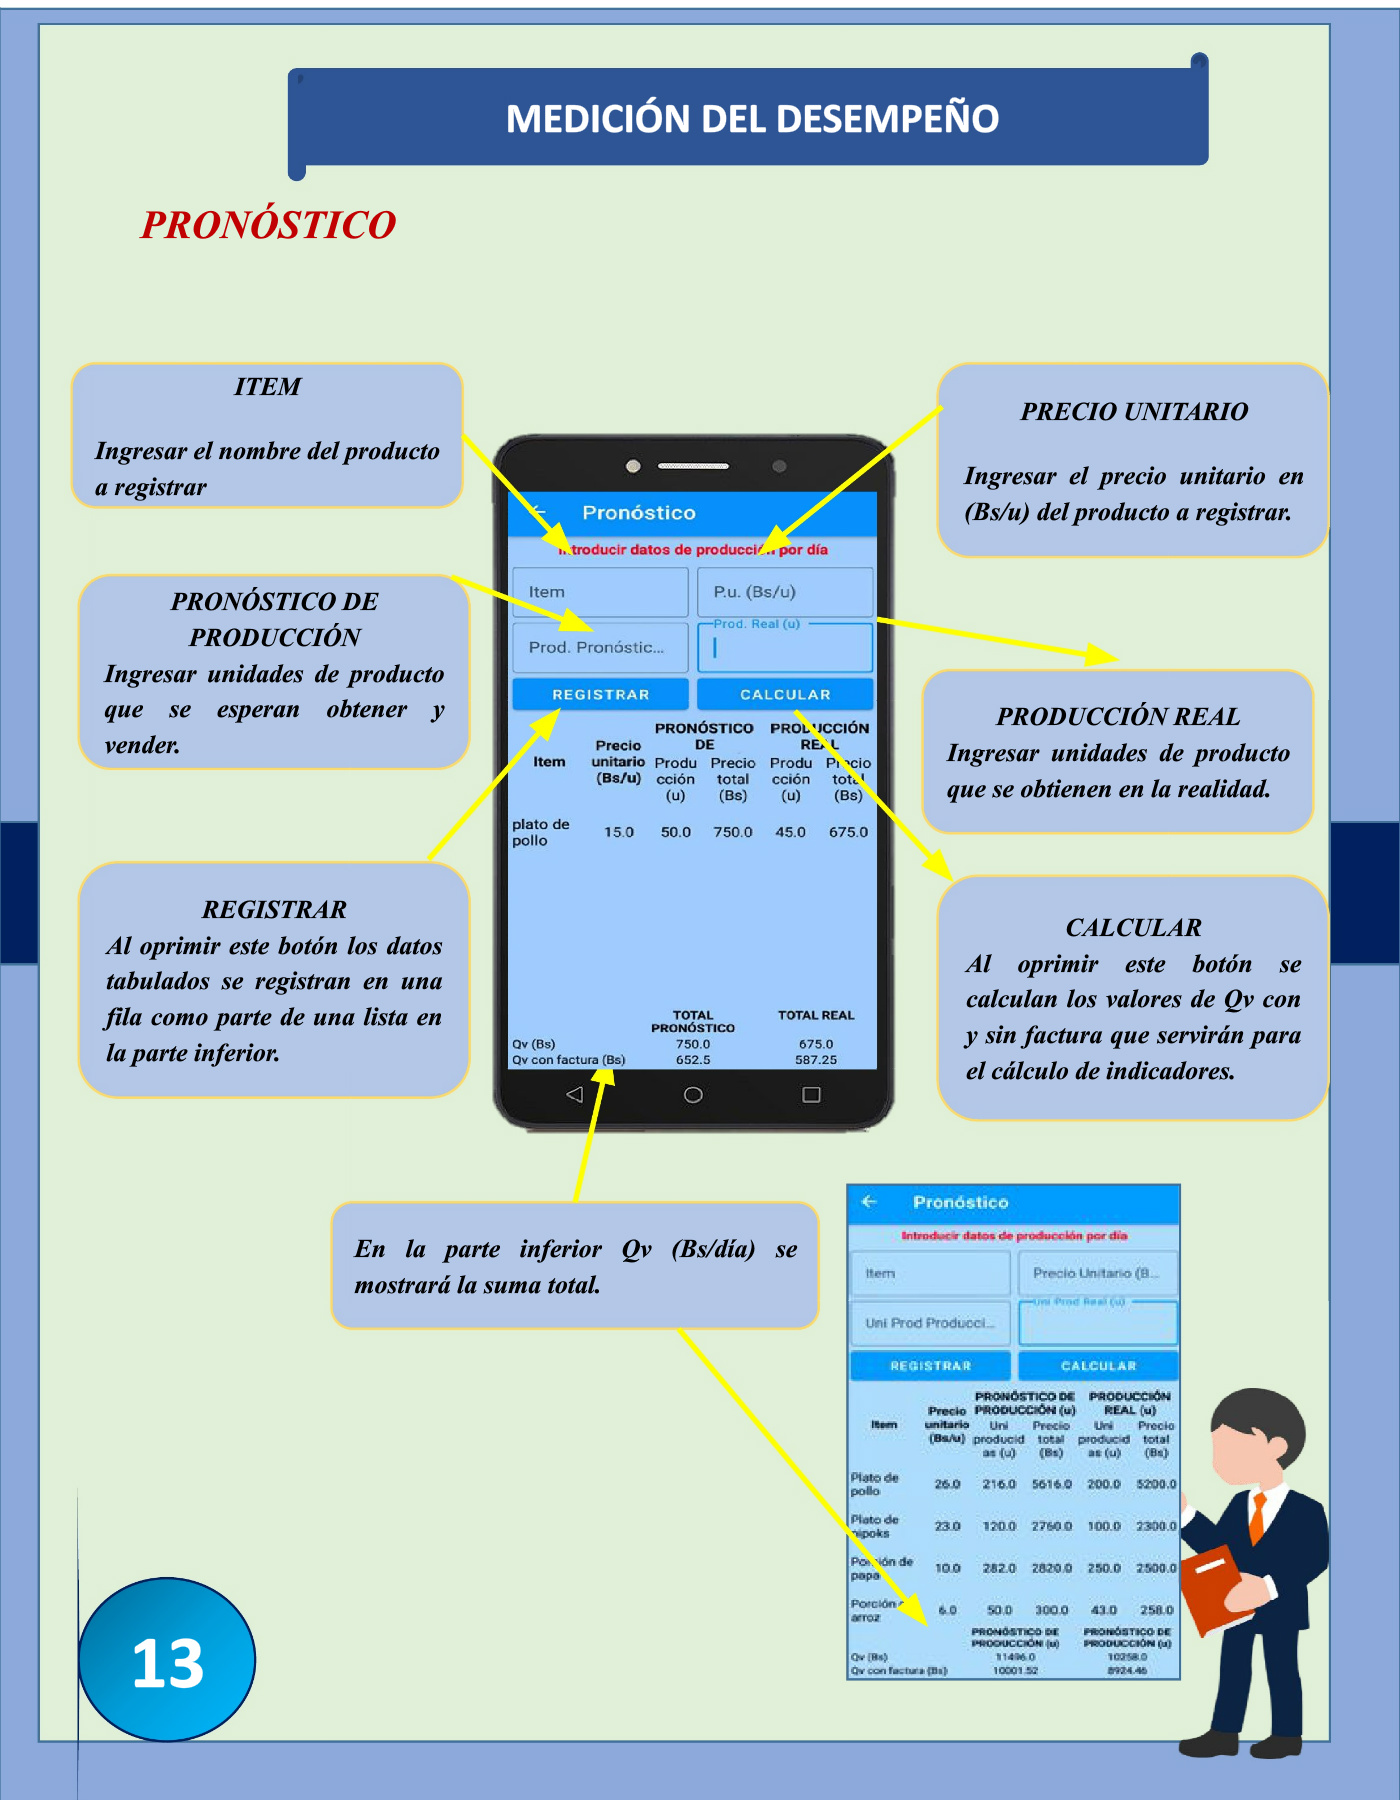 MEDICIÓN DEL DESEMPEÑO
PRONÓSTICO
ITEM
Ingresar el nombre del producto
a registrar
PRECIO UNITARIO
Ingresar el precio unitario en
(Bs/u) del producto a registrar.
PRONÓSTICO DE
PRODUCCIÓN
Ingresar unidades de producto
que se esperan obtener y
vender.
PRODUCCIÓN REAL
Ingresar unidades de producto
que se obtienen en la realidad.
REGISTRAR
Al oprimir este botón los datos
tabulados se registran en una
fila como parte de una lista en
la parte inferior.
CALCULAR
Al oprimir este botón se
calculan los valores de Qv con
y sin factura que servirán para
el cálculo de indicadores.
Pronóstico
Introducir datos de producción por día
Item P.u. (Bs/u)
Prod. Real (u)
Prod. Pronóstic...
REGISTRAR CALCULAR
PRONÓSTICO PRODUCCIÓN
Precio DE REAL
Item unitario Produ Precio Produ Precio
(Bs/u) cción total cción total
(u) (Bs) (u) (Bs)
plato de
pollo 15.0 50.0 750.0 45.0 675.0
TOTAL TOTAL REAL
PRONÓSTICO
Qv (Bs) 750.0 675.0
Qv con factura (Bs) 652.5 587.25
En la parte inferior Qv (Bs/día) se
mostrará la suma total.
Pronóstico
Introducir datos de producción por día
Item Precio Unitario (B...
Uni Prod Real (u)
Uni Prod Producci...
REGISTRAR CALCULAR
PRONÓSTICO DE PRODUCCIÓN
Precio PRODUCCIÓN (u) REAL (u)
Item unitario Uni Precio Uni Precio
(Bs/u) producid total producid total
as (u) (Bs) as (u) (Bs)
Plato de
pollo 26.0 216.0 5616.0 200.0 5200.0
Plato de
pipoks 23.0 120.0 2760.0 100.0 2300.0
Porción de
papa 10.0 282.0 2820.0 250.0 2500.0
Porción
arroz 6.0 50.0 300.0 43.0 258.0
PRONÓSTICO DE PRONÓSTICO DE
PRODUCCIÓN (u) PRODUCCIÓN (u)
Qv (Bs) 11496.0 10258.0
Qv con factura (Bs) 10001.52 8924.46
13